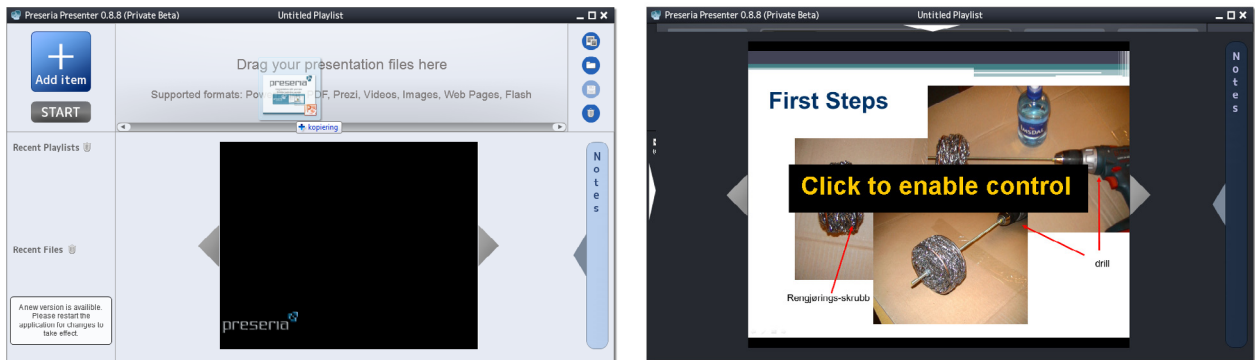 Preseria Presenter 0.8.8 (Private Beta)
Untitled Playlist
Add item
START
Drag your presentation files here
Supported formats: PDF, Prezi, Videos, Images, Web Pages, Flash
preseria
kopiering
Recent Playlists
Recent Files
A new version is availible.
Please restart the
application for changes to
take effect.
preseria
Notes
Preseria Presenter 0.8.8 (Private Beta)
Untitled Playlist
First Steps
Click to enable control
drill
Rengjørings-skrubb
Notes